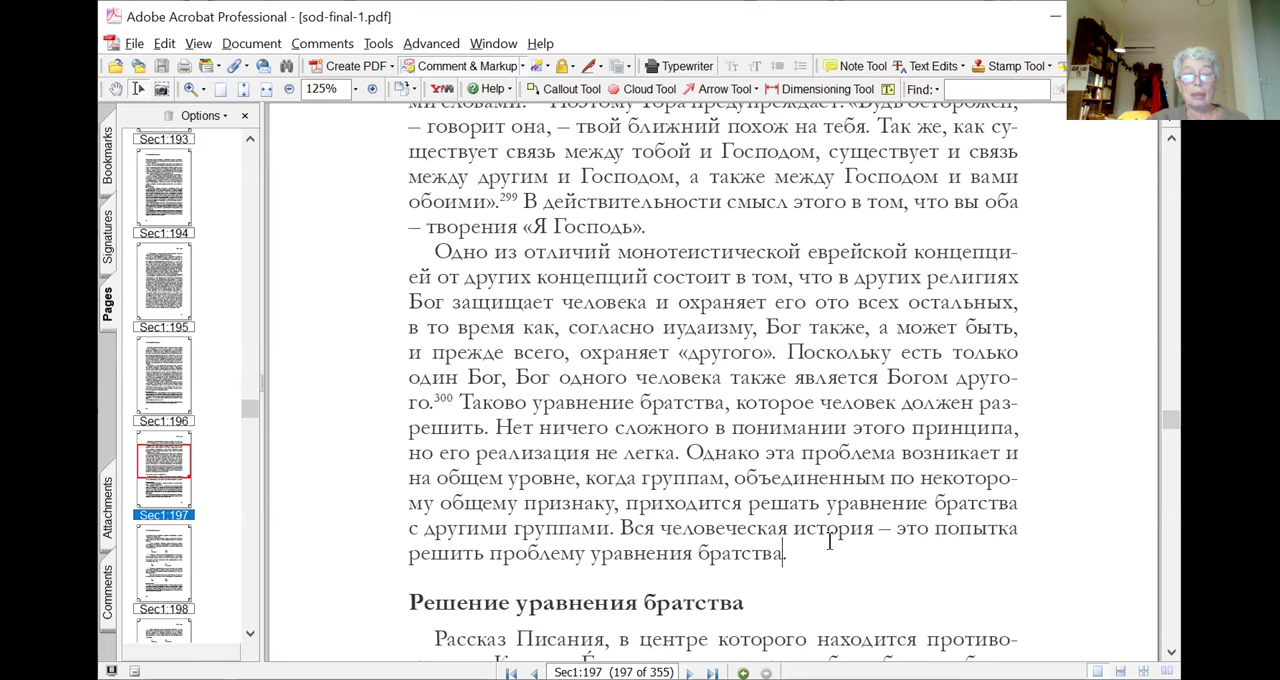 Adobe Acrobat Professional - [sod-final-1.pdf]
File Edit View Document Comments Tools Advanced Window Help
Create PDF Comment & Markup Typewriter Note Tool Text Edits Stamp Tool
125% Help Callout Tool Cloud Tool Arrow Tool Dimensioning Tool Find:
Options
Bookmarks
Signatures
Pages
Attachments
Comments
Sec1:193
Sec1:194
Sec1:195
Sec1:196
Sec1:197
Sec1:198
ми словами. Поэтому Тора предупреждает: «Будь осторожен,
– говорит она, – твой ближний похож на тебя. Так же, как су-
ществует связь между тобой и Господом, существует и связь
между другим и Господом, а также между Господом и вами
обоими».299 В действительности смысл этого в том, что вы оба
– творения «Я Господь».
Одно из отличий монотеистической еврейской концепци-
ей от других концепций состоит в том, что в других религиях
Бог защищает человека и охраняет его ото всех остальных,
в то время как, согласно иудаизму, Бог также, а может быть,
и прежде всего, охраняет «другого». Поскольку есть только
один Бог, Бог одного человека также является Богом друго-
го.300 Таково уравнение братства, которое человек должен раз-
решить. Нет ничего сложного в понимании этого принципа,
но его реализация не легка. Однако эта проблема возникает и
на общем уровне, когда группам, объединенным по некоторо-
му общему признаку, приходится решать уравнение братства
с другими группами. Вся человеческая история – это попытка
решить проблему уравнения братства.
Решение уравнения братства
Рассказ Писания, в центре которого находится противо-
Sec1:197 (197 of 355)